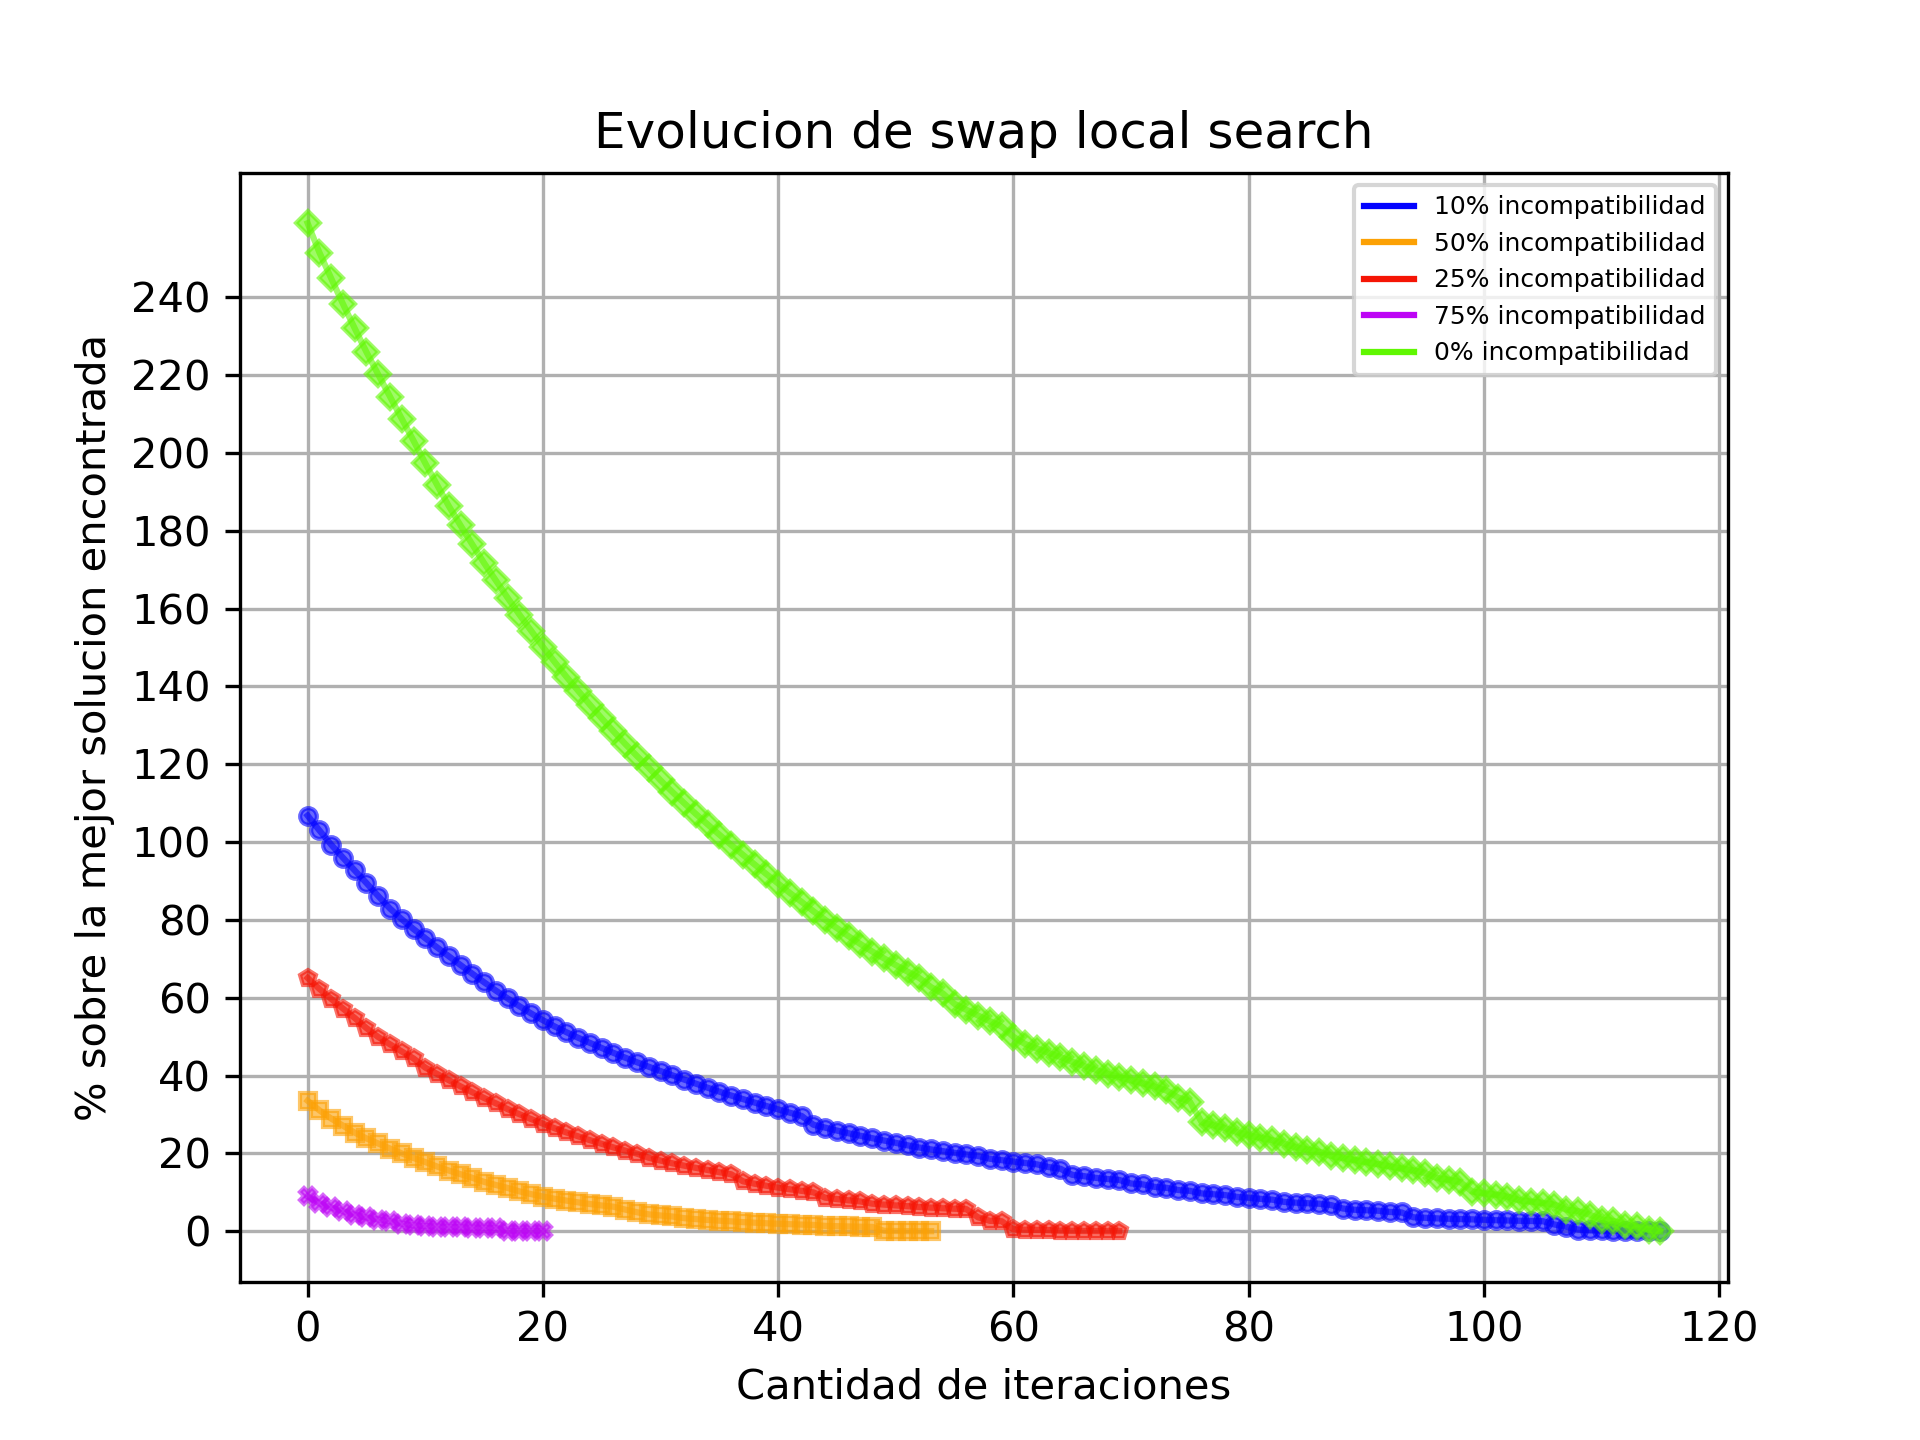 Evolucion de swap local search
10% incompatibilidad
50% incompatibilidad
25% incompatibilidad
75% incompatibilidad
0% incompatibilidad
% sobre la mejor solucion encontrada
240
220
200
180
160
140
120
100
80
60
40
20
0
0 20 40 60 80 100 120
Cantidad de iteraciones